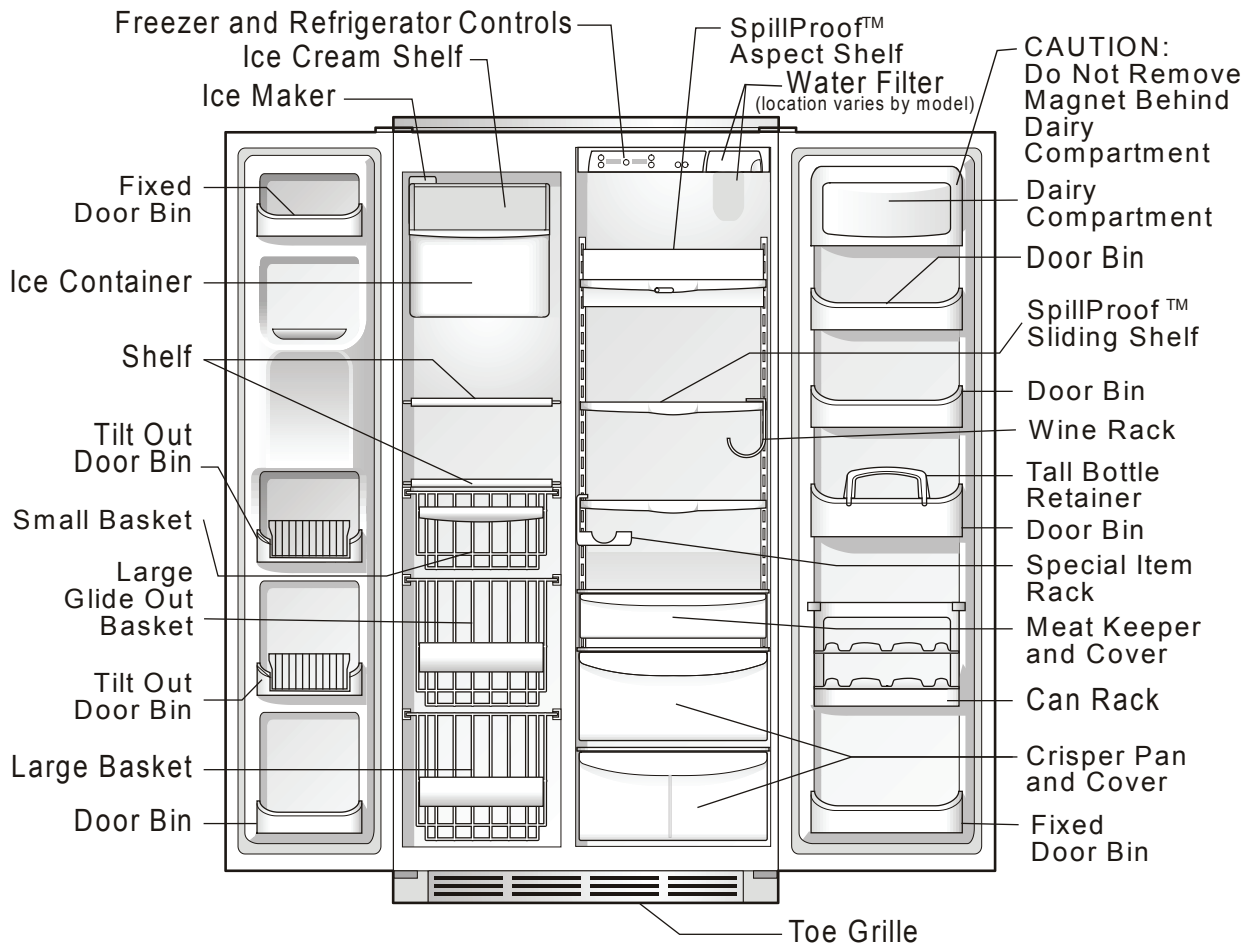 Freezer and Refrigerator Controls
Ice Cream Shelf
Ice Maker
SpillProof™
Aspect Shelf
Water Filter
(location varies by model)
CAUTION:
Do Not Remove
Magnet Behind
Dairy
Compartment
Fixed
Door Bin
Ice Container
Shelf
Tilt Out
Door Bin
Small Basket
Large
Glide Out
Basket
Tilt Out
Door Bin
Large Basket
Door Bin
Dairy
Compartment
Door Bin
SpillProof™
Sliding Shelf
Door Bin
Wine Rack
Tall Bottle
Retainer
Door Bin
Special Item
Rack
Meat Keeper
and Cover
Can Rack
Crisper Pan
and Cover
Fixed
Door Bin
Toe Grille